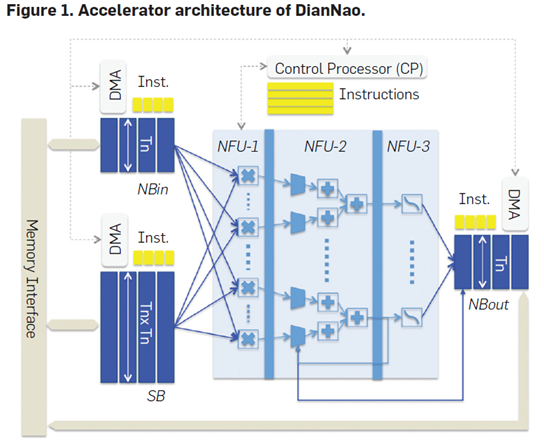 Figure 1. Accelerator architecture of DianNao.
Control Processor (CP)
Instructions
DMA
Inst.
Tn
NBin
DMA
Inst.
Tnx Tn
SB
Memory Interface
NFU-1
NFU-2
NFU-3
Inst.
DMA
Tn
NBout